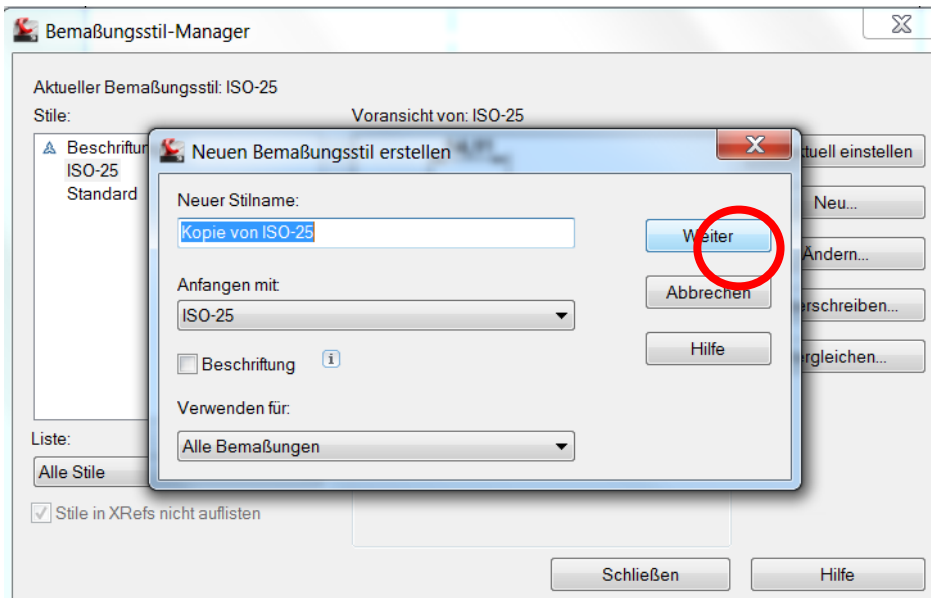 Bemaßungsstil-Manager
Aktueller Bemaßungsstil: ISO-25
Stile:
Voransicht von: ISO-25
Beschriftun
ISO-25
Standard
Neuen Bemaßungsstil erstellen
Neuer Stilname:
Kopie von ISO-25
Anfangen mit:
ISO-25
Beschriftung
Verwenden für:
Alle Bemaßungen
Weiter
Abbrechen
Hilfe
ktuell einstellen
Neu...
Ändern...
erschreiben...
ergleichen...
Liste:
Alle Stile
Stile in XRefs nicht auflisten
Schließen
Hilfe